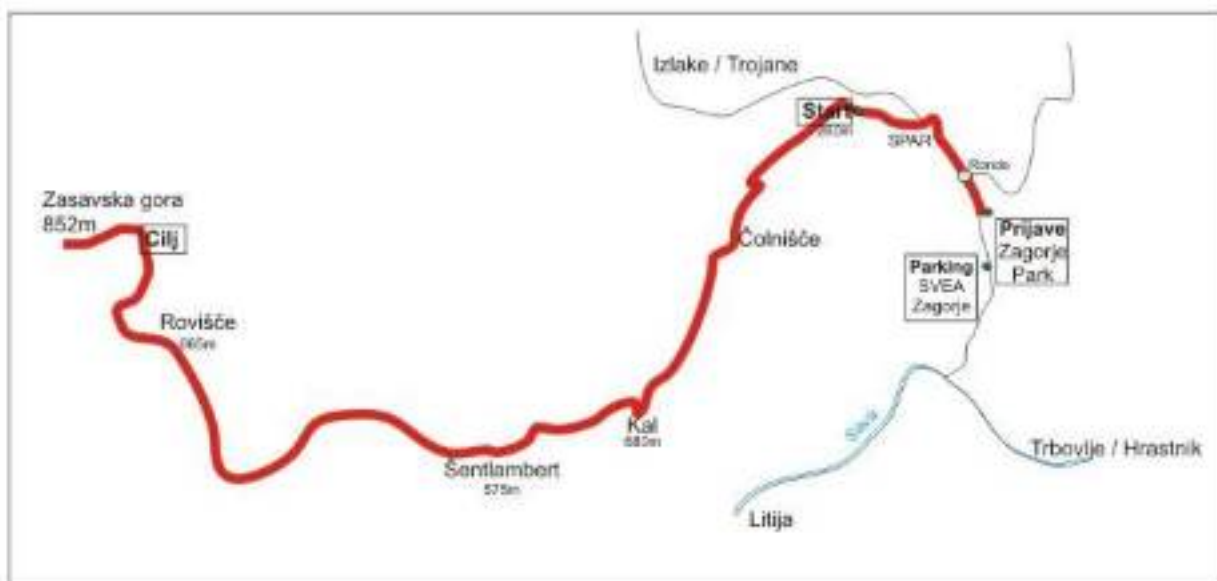 Izlake / Trojane
Start
SPAR
Rondo
Zasavska gora
852m
Cilj
Čolnišče
Prijave
Zagorje
Park
Parking
SVEA
Zagorje
Rovišče
Kal
Sava
Šentlambert
575m
Trbovlje / Hrastnik
Litija